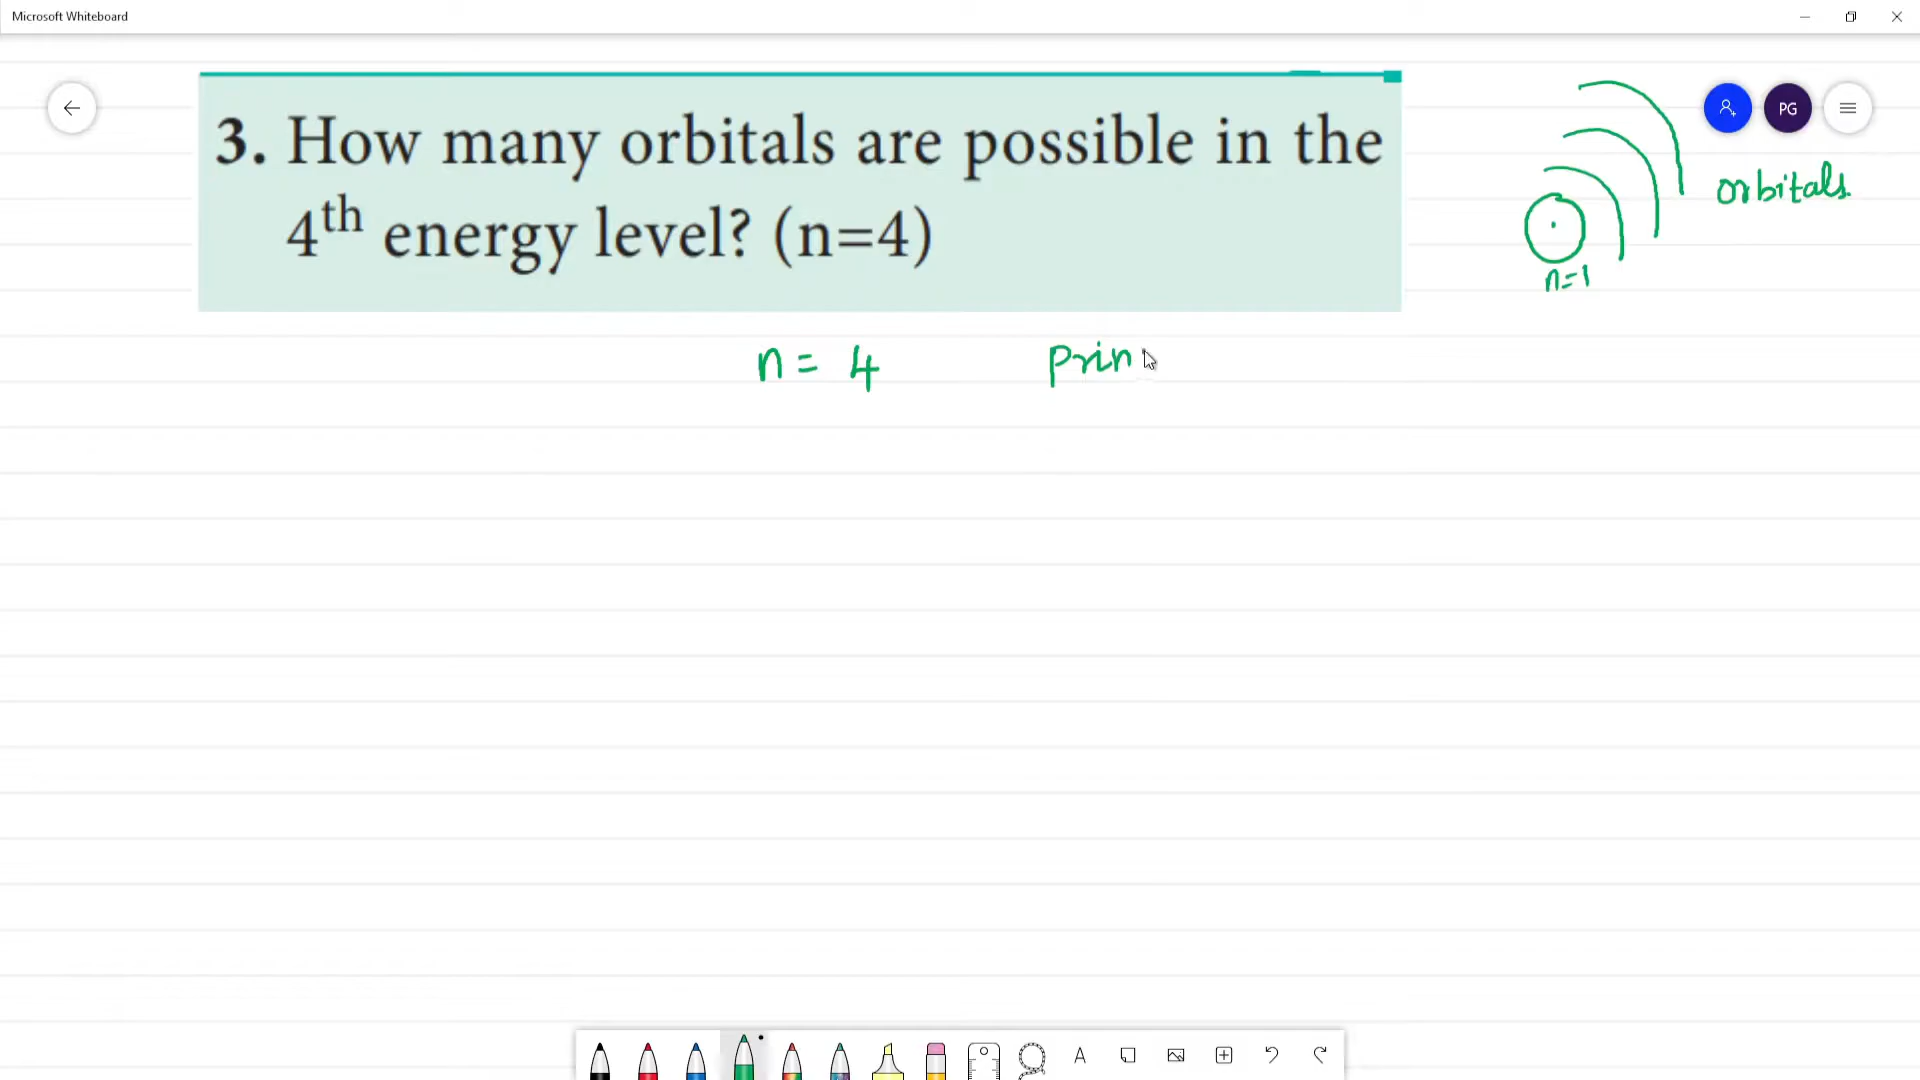 Microsoft Whiteboard
3. How many orbitals are possible in the
4th energy level? (n=4)
PG
orbitals.
n=1
n = 4 prin
A